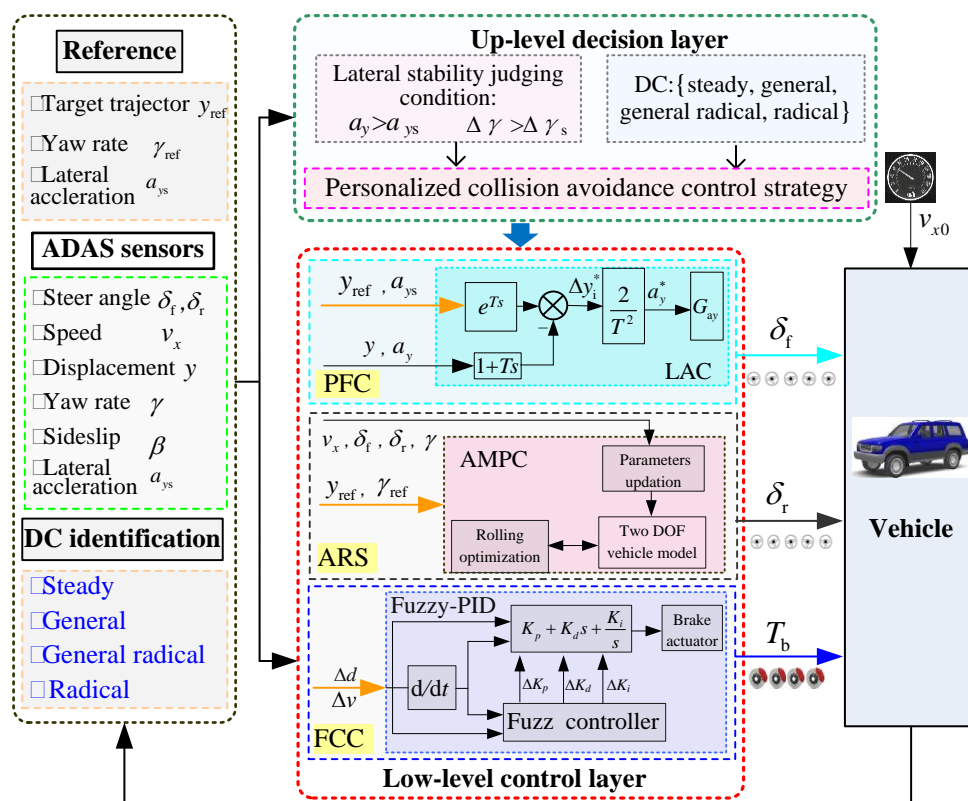 Reference
□Target trajector y_ref
□Yaw rate γ_ref
□Lateral
accleration a_ys
ADAS sensors
□Steer angle δ_f,δ_r
□Speed v_x
□Displacement y
□Yaw rate γ
□Sideslip β
□Lateral
accleration a_ys
DC identification
□Steady
□General
□General radical
□Radical
Up-level decision layer
Lateral stability judging
condition:
a_y>a_ys Δγ>Δγ_s
DC:{steady, general,
general radical, radical}
Personalized collision avoidance control strategy
y_ref , a_ys
e^Ts
−
Δy_i^*
2
T^2
a_y^*
G_ay
y , a_y
1+Ts
PFC
LAC
v_x , δ_f , δ_r , γ
AMPC
Parameters
updation
y_ref , γ_ref
Rolling
optimization
Two DOF
vehicle model
ARS
Fuzzy-PID
K_p + K_d s + K_i
s
Brake
actuator
Δd
Δv
d/dt
ΔK_p
ΔK_d
ΔK_i
Fuzz controller
FCC
Low-level control layer
δ_f
δ_r
T_b
v_x0
Vehicle